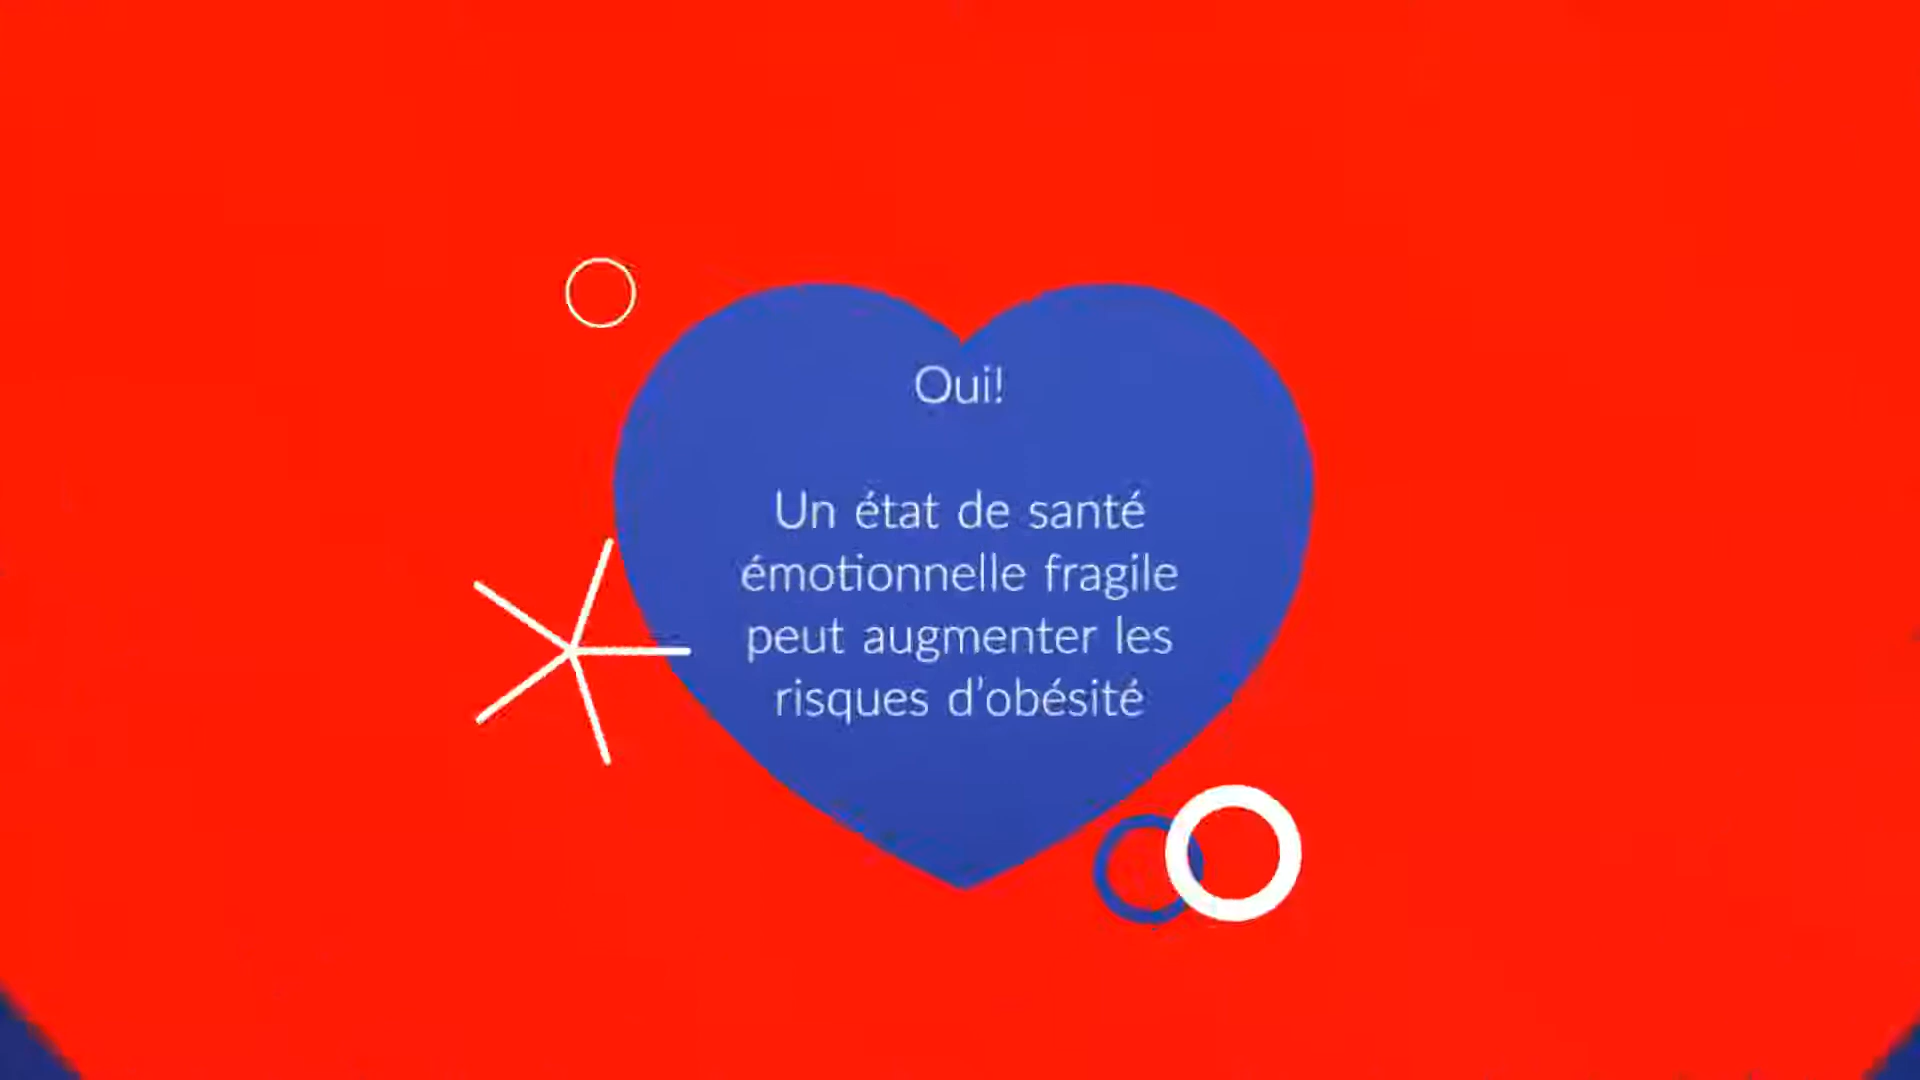 Oui!
Un état de santé
émotionnelle fragile
peut augmenter les
risques d’obésité